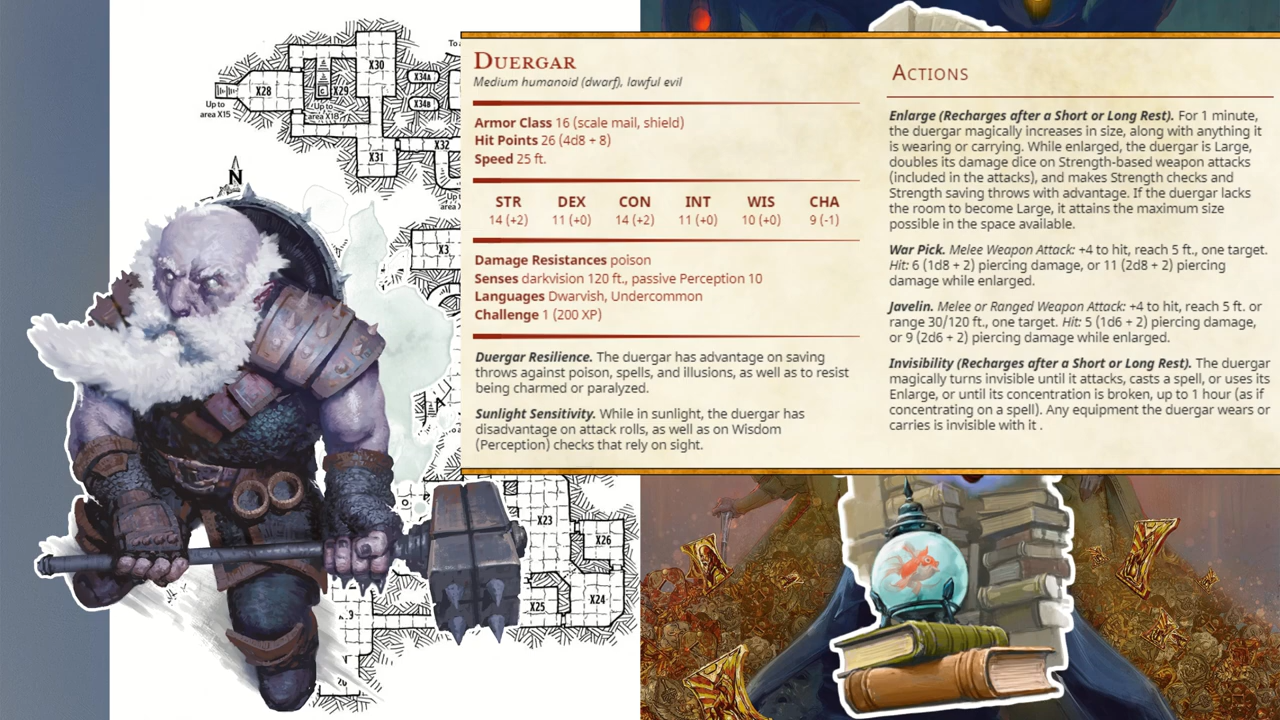 X30
To a
X34A
X28
X29
C
X34B
Up to
area X15
Up to
area X18
X32
X31
N
Up t
area X
X3
X23
X26
X25
X24
DUERGAR
Medium humanoid (dwarf), lawful evil
Armor Class 16 (scale mail, shield)
Hit Points 26 (4d8 + 8)
Speed 25 ft.
STR DEX CON INT WIS CHA
14 (+2) 11 (+0) 14 (+2) 11 (+0) 10 (+0) 9 (-1)
Damage Resistances poison
Senses darkvision 120 ft., passive Perception 10
Languages Dwarvish, Undercommon
Challenge 1 (200 XP)
Duergar Resilience. The duergar has advantage on saving
throws against poison, spells, and illusions, as well as to resist
being charmed or paralyzed.
Sunlight Sensitivity. While in sunlight, the duergar has
disadvantage on attack rolls, as well as on Wisdom
(Perception) checks that rely on sight.
ACTIONS
Enlarge (Recharges after a Short or Long Rest). For 1 minute,
the duergar magically increases in size, along with anything it
is wearing or carrying. While enlarged, the duergar is Large,
doubles its damage dice on Strength-based weapon attacks
(included in the attacks), and makes Strength checks and
Strength saving throws with advantage. If the duergar lacks
the room to become Large, it attains the maximum size
possible in the space available.
War Pick. Melee Weapon Attack: +4 to hit, reach 5 ft., one target.
Hit: 6 (1d8 + 2) piercing damage, or 11 (2d8 + 2) piercing
damage while enlarged.
Javelin. Melee or Ranged Weapon Attack: +4 to hit, reach 5 ft. or
range 30/120 ft., one target. Hit: 5 (1d6 + 2) piercing damage,
or 9 (2d6 + 2) piercing damage while enlarged.
Invisibility (Recharges after a Short or Long Rest). The duergar
magically turns invisible until it attacks, casts a spell, or uses its
Enlarge, or until its concentration is broken, up to 1 hour (as if
concentrating on a spell). Any equipment the duergar wears or
carries is invisible with it .